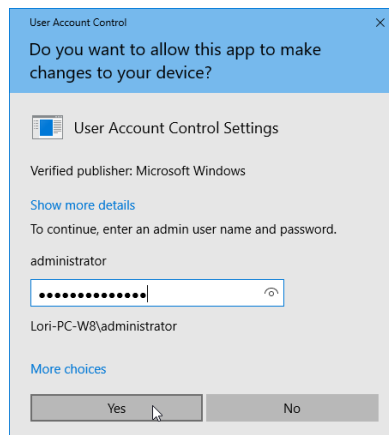 User Account Control
Do you want to allow this app to make
changes to your device?
User Account Control Settings
Verified publisher: Microsoft Windows
Show more details
To continue, enter an admin user name and password.
administrator
••••••••••••••
Lori-PC-W8\administrator
More choices
Yes
No